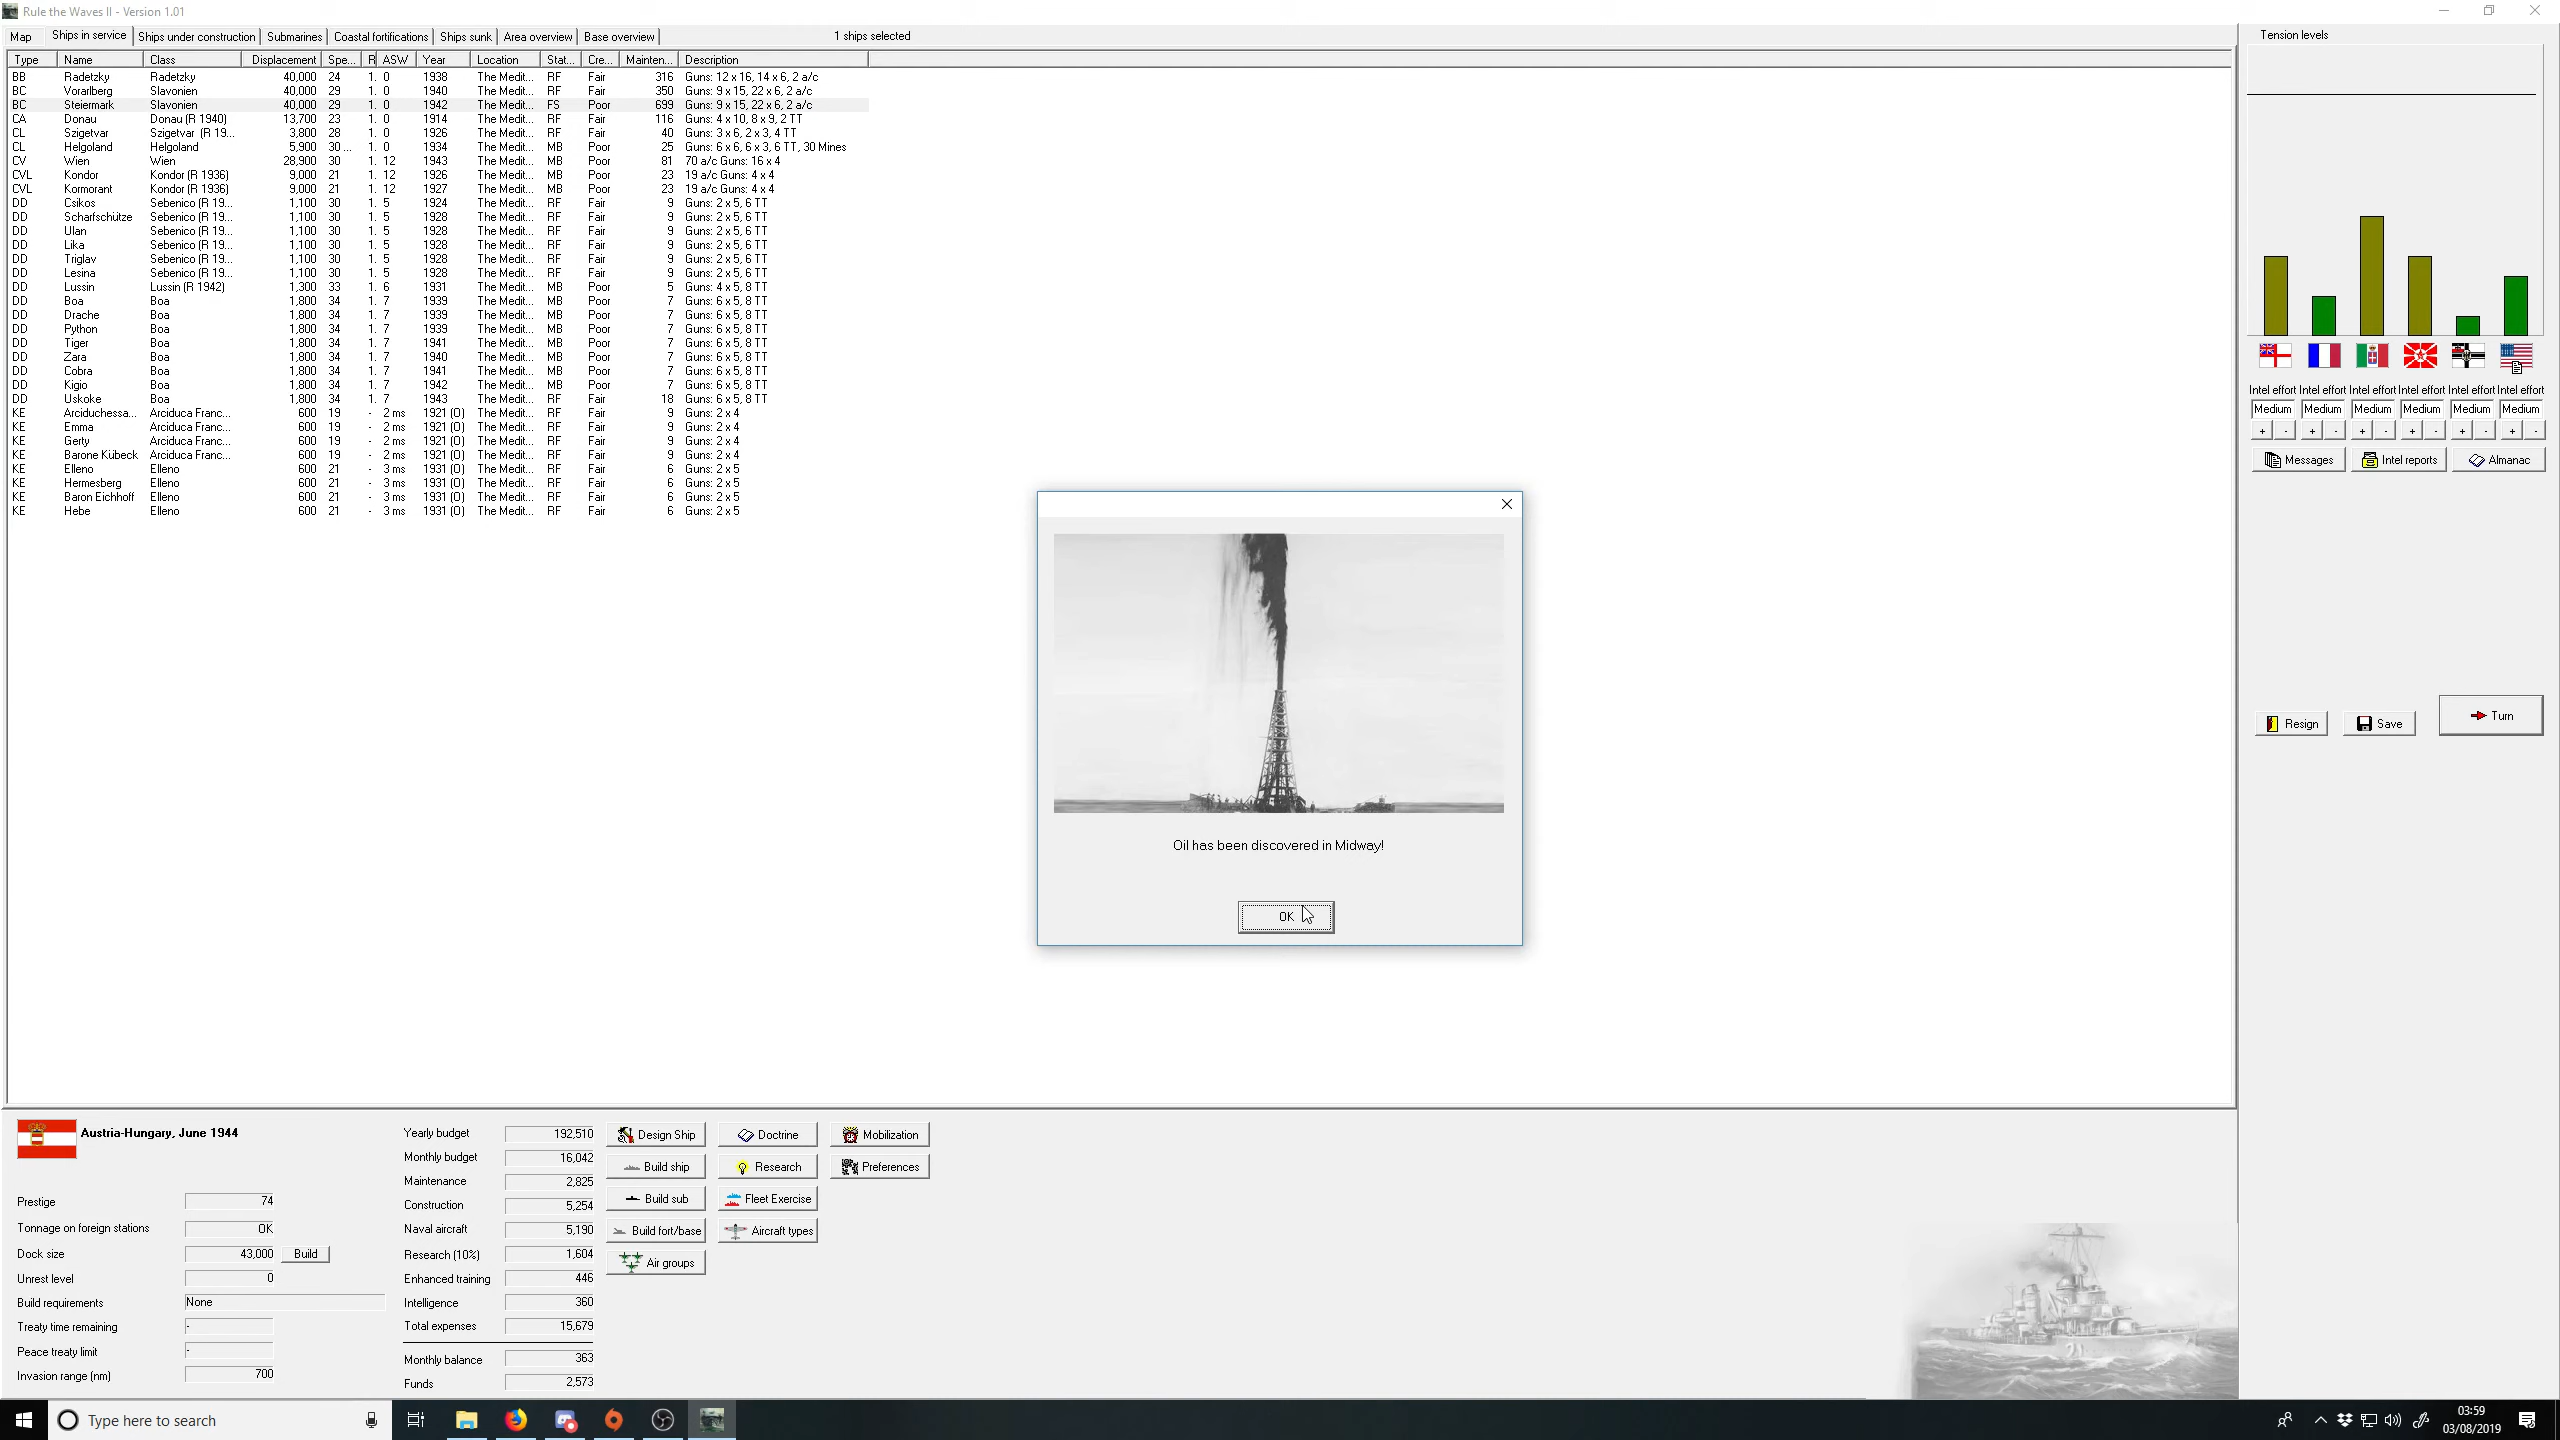 Rule the Waves II - Version 1.01
Map Ships in service Ships under construction Submarines Coastal fortifications Ships sunk Area overview Base overview 1 ships selected
Type Name Class Displacement Spe... R ASW Year Location Stat... Cre... Mainten... Description
BB Radetzky Radetzky 40,000 24 1. 0 1938 The Medit... RF Fair 316 Guns: 12 x 16, 14 x 6, 2 a/c
BC Vorarlberg Slavonien 40,000 29 1. 0 1940 The Medit... RF Fair 350 Guns: 9 x 15, 22 x 6, 2 a/c
BC Steiermark Slavonien 40,000 29 1. 0 1942 The Medit... FS Poor 699 Guns: 9 x 15, 22 x 6, 2 a/c
CA Donau Donau (R 1940) 13,700 23 1. 0 1914 The Medit... RF Fair 116 Guns: 4 x 10, 8 x 9, 2 TT
CL Szigetvar Szigetvar (R 19... 3,800 28 1. 0 1926 The Medit... RF Fair 40 Guns: 3 x 6, 2 x 3, 4 TT
CL Helgoland Helgoland 5,900 30 ... 1. 0 1934 The Medit... MB Poor 25 Guns: 6 x 6, 6 x 3, 6 TT, 30 Mines
CV Wien Wien 28,900 30 1. 12 1943 The Medit... MB Poor 81 70 a/c Guns: 16 x 4
CVL Kondor Kondor (R 1936) 9,000 21 1. 12 1926 The Medit... MB Poor 23 19 a/c Guns: 4 x 4
CVL Kormorant Kondor (R 1936) 9,000 21 1. 12 1927 The Medit... MB Poor 23 19 a/c Guns: 4 x 4
DD Csikos Sebenico (R 19... 1,100 30 1. 5 1924 The Medit... RF Fair 9 Guns: 2 x 5, 6 TT
DD Scharfschütze Sebenico (R 19... 1,100 30 1. 5 1928 The Medit... RF Fair 9 Guns: 2 x 5, 6 TT
DD Ulan Sebenico (R 19... 1,100 30 1. 5 1928 The Medit... RF Fair 9 Guns: 2 x 5, 6 TT
DD Lika Sebenico (R 19... 1,100 30 1. 5 1928 The Medit... RF Fair 9 Guns: 2 x 5, 6 TT
DD Triglav Sebenico (R 19... 1,100 30 1. 5 1928 The Medit... RF Fair 9 Guns: 2 x 5, 6 TT
DD Lesina Sebenico (R 19... 1,100 30 1. 5 1928 The Medit... RF Fair 9 Guns: 2 x 5, 6 TT
DD Lussin Lussin (R 1942) 1,300 33 1. 6 1931 The Medit... MB Poor 5 Guns: 4 x 5, 8 TT
DD Boa Boa 1,800 34 1. 7 1939 The Medit... MB Poor 7 Guns: 6 x 5, 8 TT
DD Drache Boa 1,800 34 1. 7 1939 The Medit... MB Poor 7 Guns: 6 x 5, 8 TT
DD Python Boa 1,800 34 1. 7 1939 The Medit... MB Poor 7 Guns: 6 x 5, 8 TT
DD Tiger Boa 1,800 34 1. 7 1941 The Medit... MB Poor 7 Guns: 6 x 5, 8 TT
DD Zara Boa 1,800 34 1. 7 1940 The Medit... MB Poor 7 Guns: 6 x 5, 8 TT
DD Cobra Boa 1,800 34 1. 7 1941 The Medit... MB Poor 7 Guns: 6 x 5, 8 TT
DD Kigio Boa 1,800 34 1. 7 1942 The Medit... MB Poor 7 Guns: 6 x 5, 8 TT
DD Uskoke Boa 1,800 34 1. 7 1943 The Medit... RF Fair 18 Guns: 6 x 5, 8 TT
KE Arciduchessa... Arciduca Franc... 600 19 - 2 ms 1921 (O) The Medit... RF Fair 9 Guns: 2 x 4
KE Emma Arciduca Franc... 600 19 - 2 ms 1921 (O) The Medit... RF Fair 9 Guns: 2 x 4
KE Gerty Arciduca Franc... 600 19 - 2 ms 1921 (O) The Medit... RF Fair 9 Guns: 2 x 4
KE Barone Kübeck Arciduca Franc... 600 19 - 2 ms 1921 (O) The Medit... RF Fair 9 Guns: 2 x 4
KE Elleno Elleno 600 21 - 3 ms 1931 (O) The Medit... RF Fair 6 Guns: 2 x 5
KE Hermesberg Elleno 600 21 - 3 ms 1931 (O) The Medit... RF Fair 6 Guns: 2 x 5
KE Baron Eichhoff Elleno 600 21 - 3 ms 1931 (O) The Medit... RF Fair 6 Guns: 2 x 5
KE Hebe Elleno 600 21 - 3 ms 1931 (O) The Medit... RF Fair 6 Guns: 2 x 5
Oil has been discovered in Midway!
OK
Tension levels
Intel effort Intel effort Intel effort Intel effort Intel effort Intel effort
Medium Medium Medium Medium Medium Medium
+ - + - + - + - + - + -
Messages Intel reports Almanac
Resign Save Turn
Austria-Hungary, June 1944
Prestige 74
Tonnage on foreign stations OK
Dock size 43,000 Build
Unrest level 0
Build requirements None
Treaty time remaining -
Peace treaty limit -
Invasion range (nm) 700
Yearly budget 192,510
Monthly budget 16,042
Maintenance 2,825
Construction 5,254
Naval aircraft 5,190
Research (10%) 1,604
Enhanced training 446
Intelligence 360
Total expenses 15,679
Monthly balance 363
Funds 2,573
Design Ship Doctrine Mobilization
Build ship Research Preferences
Build sub Fleet Exercise
Build fort/base Aircraft types
Air groups
Type here to search
03:59
03/08/2019